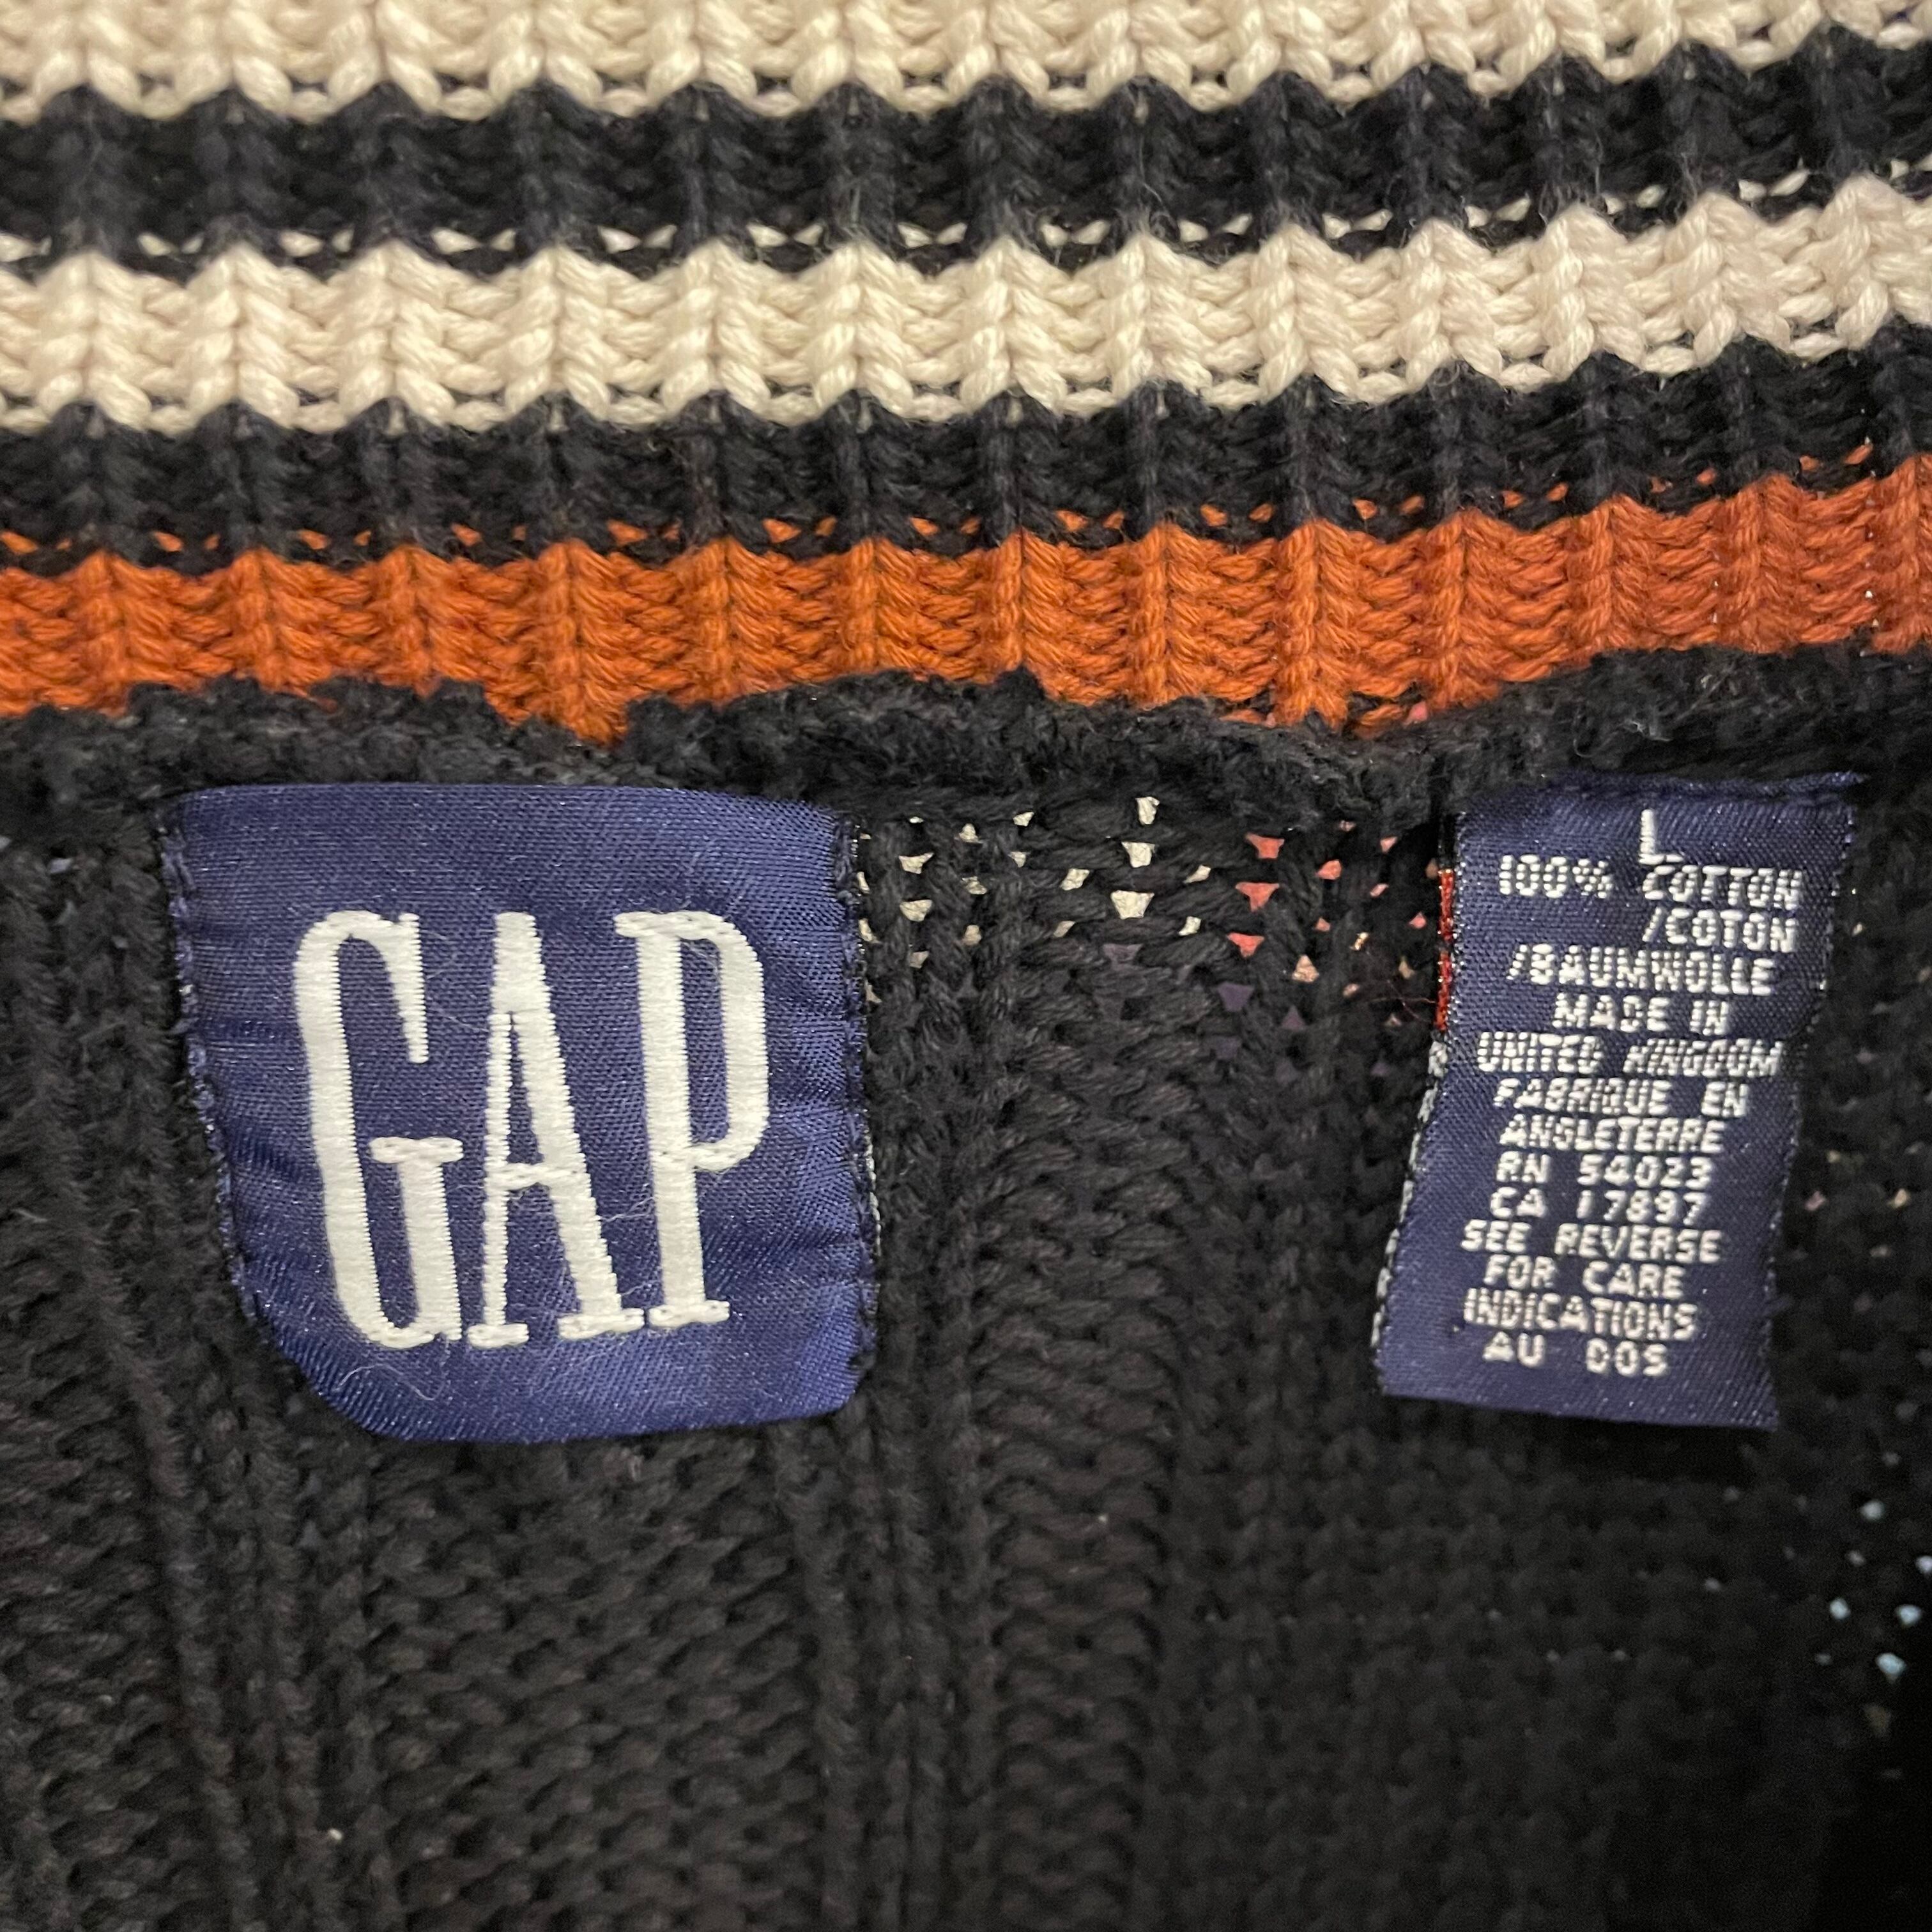 GAP
L
100% COTTON
/COTON
/BAUMWOLLE
MADE IN
UNITED KINGDOM
FABRIQUE EN
ANGLETERRE
RN 54023
CA 17897
SEE REVERSE
FOR CARE
INDICATIONS
AU DOS